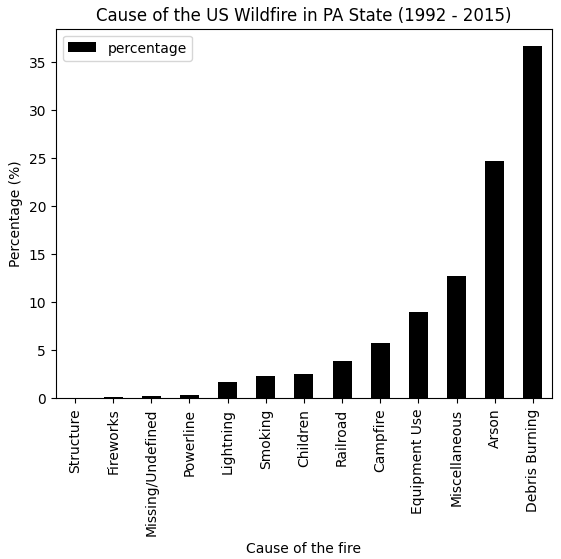 Cause of the US Wildfire in PA State (1992 - 2015)
percentage
Percentage (%)
35
30
25
20
15
10
5
0
Structure
Fireworks
Missing/Undefined
Powerline
Lightning
Smoking
Children
Railroad
Campfire
Equipment Use
Miscellaneous
Arson
Debris Burning
Cause of the fire